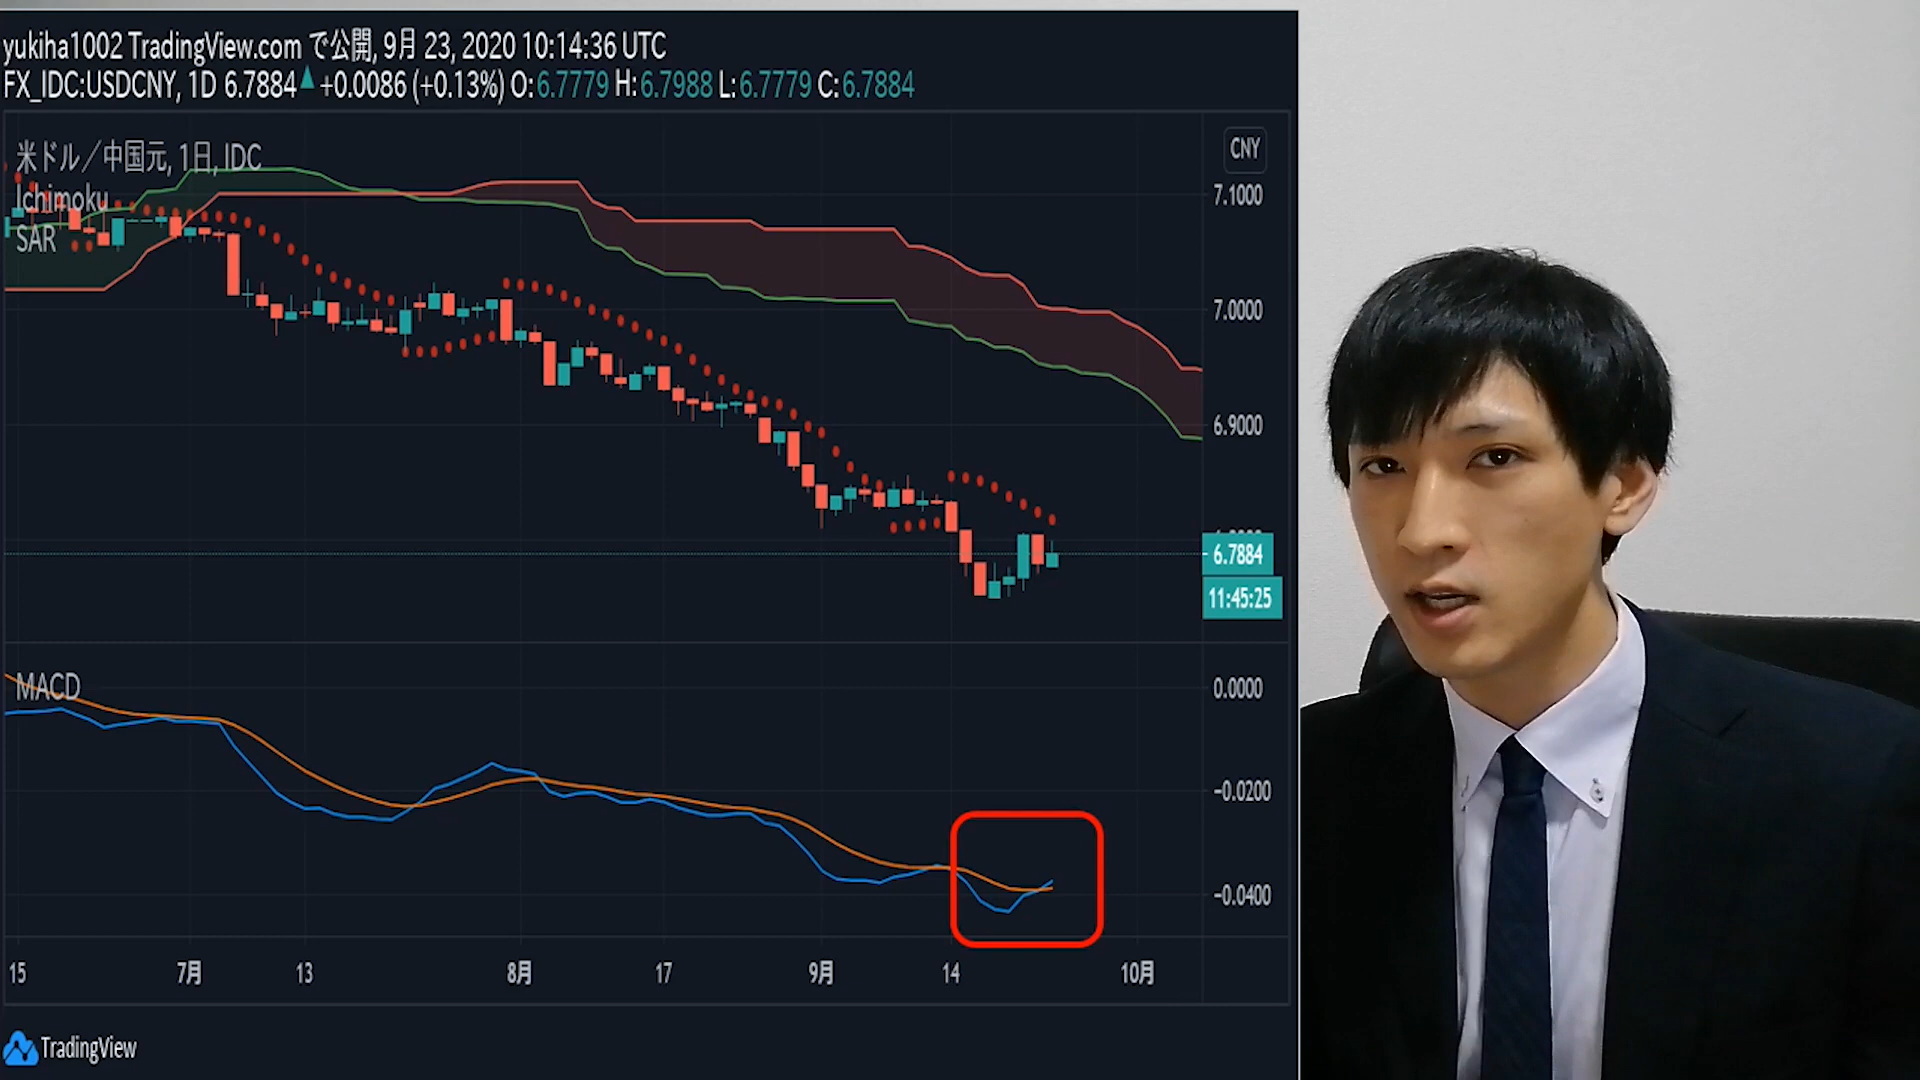 yukiha1002 TradingView.com で公開, 9月 23, 2020 10:14:36 UTC
FX_IDC:USDCNY, 1D 6.7884▲ +0.0086 (+0.13%) O:6.7779 H:6.7988 L:6.7779 C:6.7884
米ドル／中国元, 1日, IDC
Ichimoku
SAR
CNY
7.1000
7.0000
6.9000
6.7884
11:45:25
MACD
0.0000
-0.0200
-0.0400
15 7月 13 8月 17 9月 14 10月
TradingView